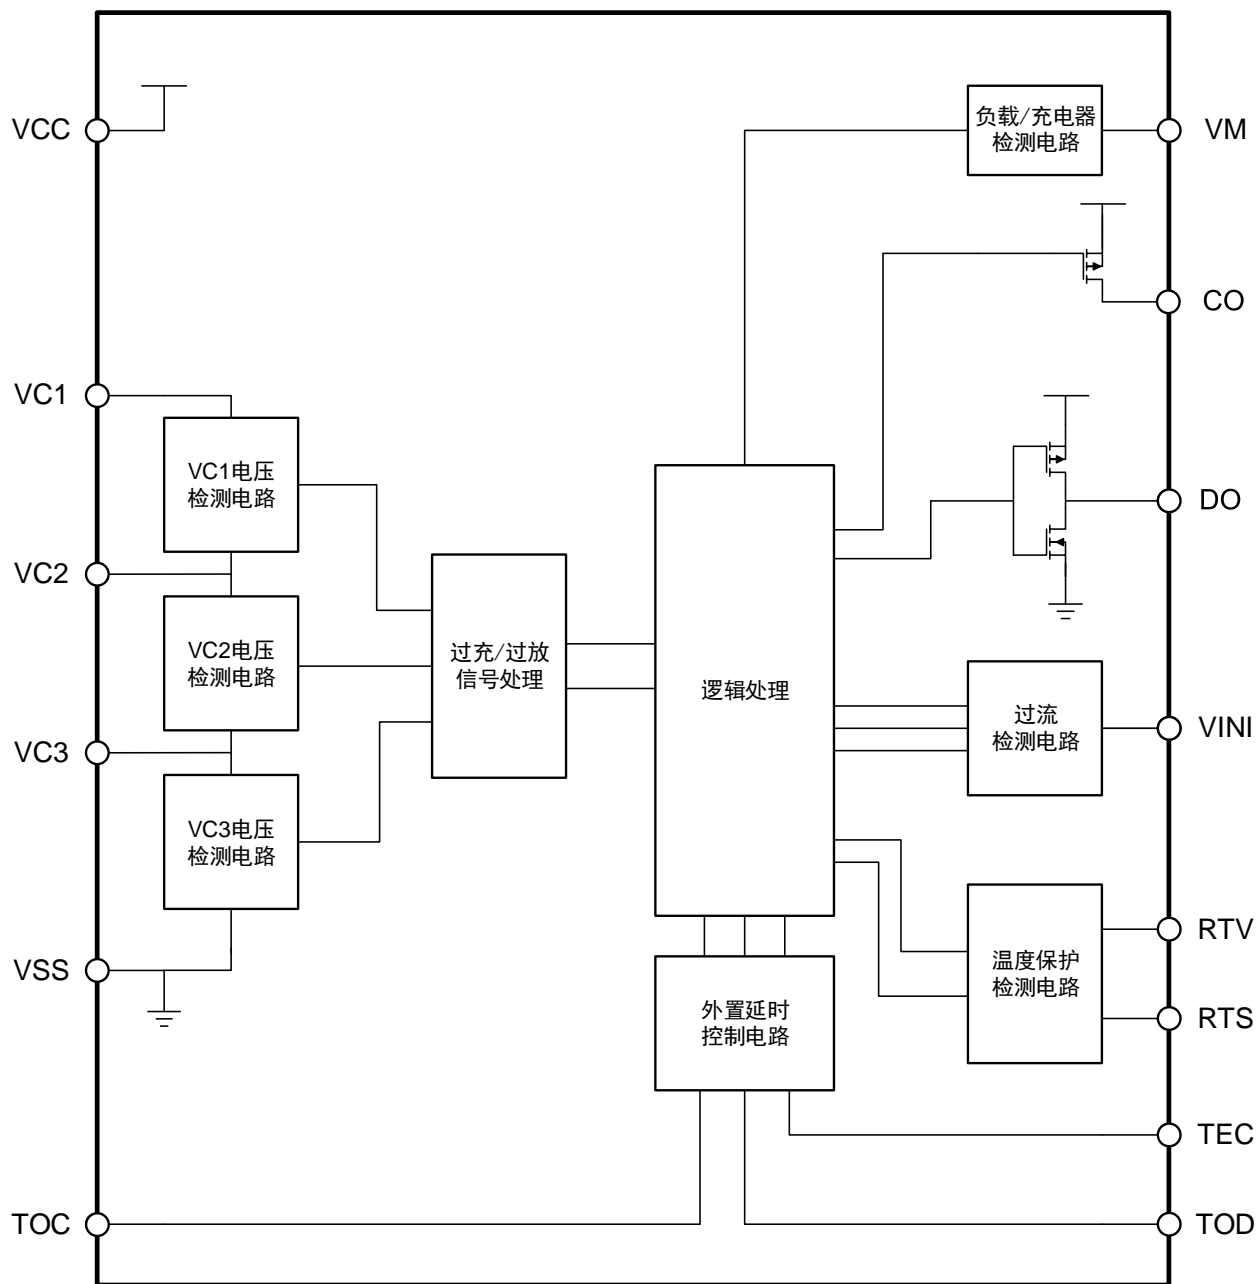 VCC
负载/充电器
检测电路
VM
CO
VC1
VC1电压
检测电路
DO
VC2
VC2电压
检测电路
过充/过放
信号处理
逻辑处理
过流
检测电路
VINI
VC3
VC3电压
检测电路
RTV
VSS
温度保护
检测电路
外置延时
控制电路
RTS
TEC
TOC
TOD